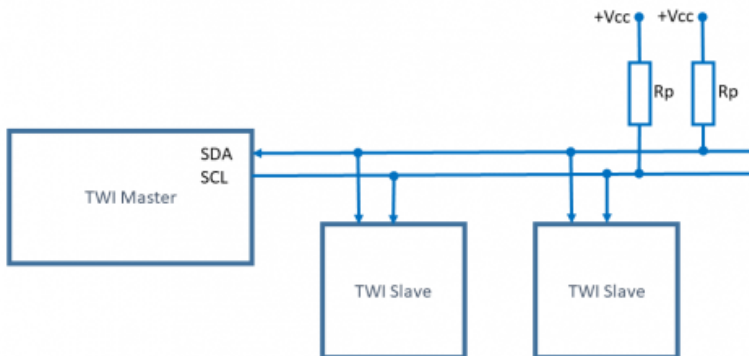 +Vcc +Vcc
Rp Rp
SDA
SCL
TWI Master
TWI Slave TWI Slave